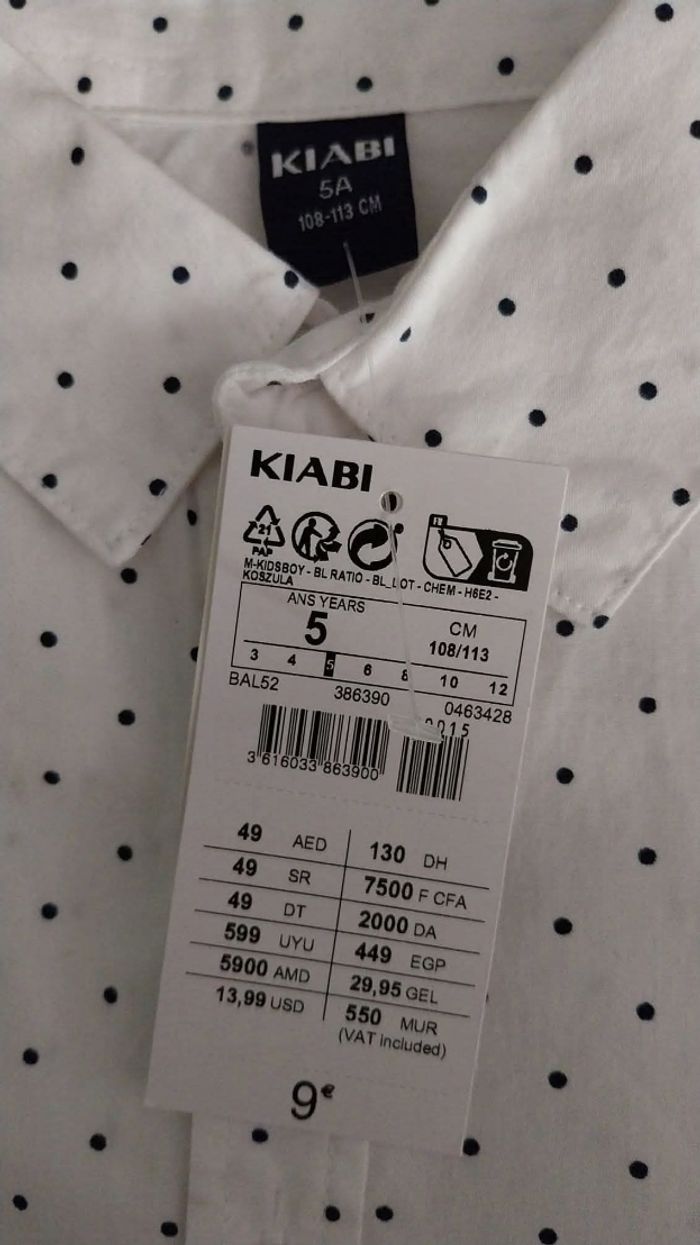 KIABI
5A
108-113 CM
KIABI
21
PAP
FR
M-KIDSBOY - BL RATIO - BL_LOT - CHEM - H6E2 -
KOSZULA
ANS YEARS
5
CM
108/113
3 4 5 6 8 10 12
BAL52 386390 0463428
0015
3 616033 863900
49 AED 130 DH
49 SR 7500 F CFA
49 DT 2000 DA
599 UYU 449 EGP
5900 AMD 29,95 GEL
13,99 USD 550 MUR
(VAT included)
9€